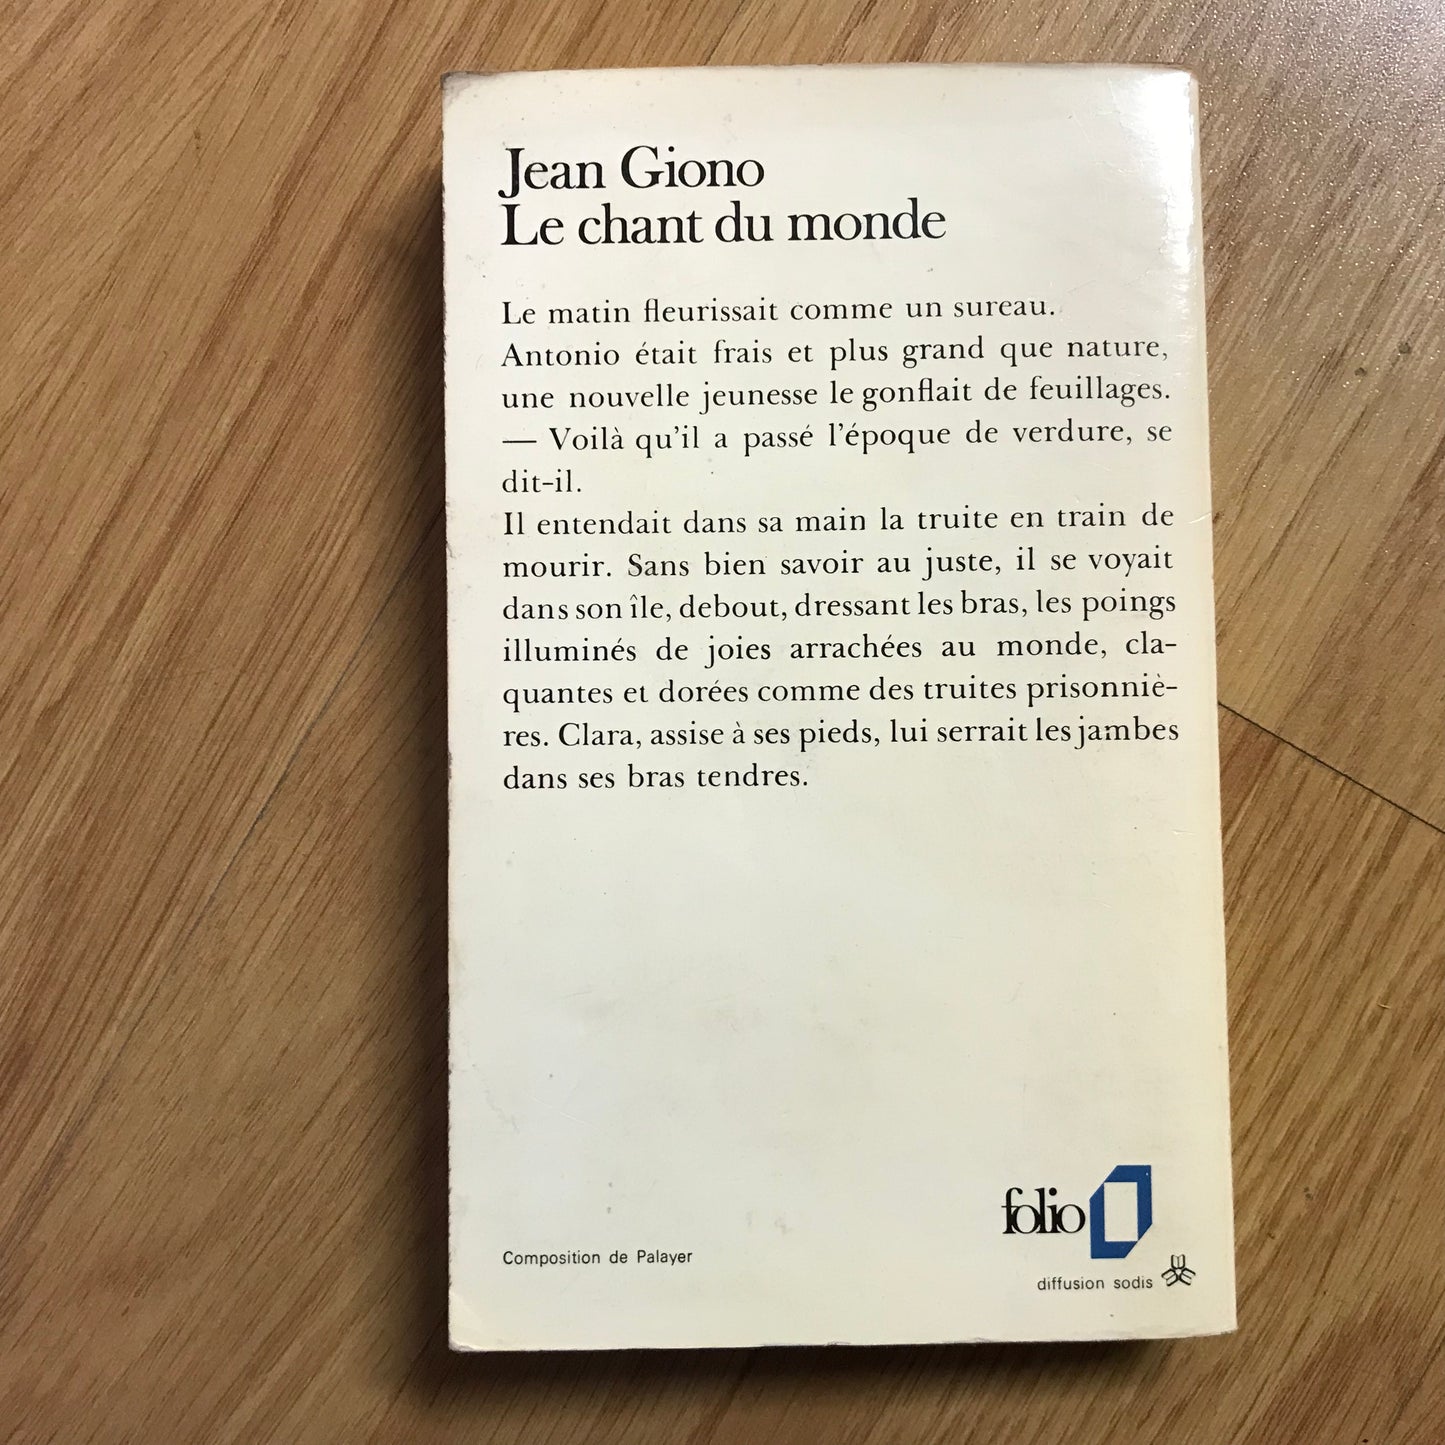 Jean Giono
Le chant du monde
Le matin fleurissait comme un sureau.
Antonio était frais et plus grand que nature,
une nouvelle jeunesse le gonflait de feuillages.
— Voilà qu'il a passé l'époque de verdure, se
dit-il.
Il entendait dans sa main la truite en train de
mourir. Sans bien savoir au juste, il se voyait
dans son île, debout, dressant les bras, les poings
illuminés de joies arrachées au monde, cla-
quantes et dorées comme des truites prisonniè-
res. Clara, assise à ses pieds, lui serrait les jambes
dans ses bras tendres.
folio
Composition de Palayer
diffusion sodis